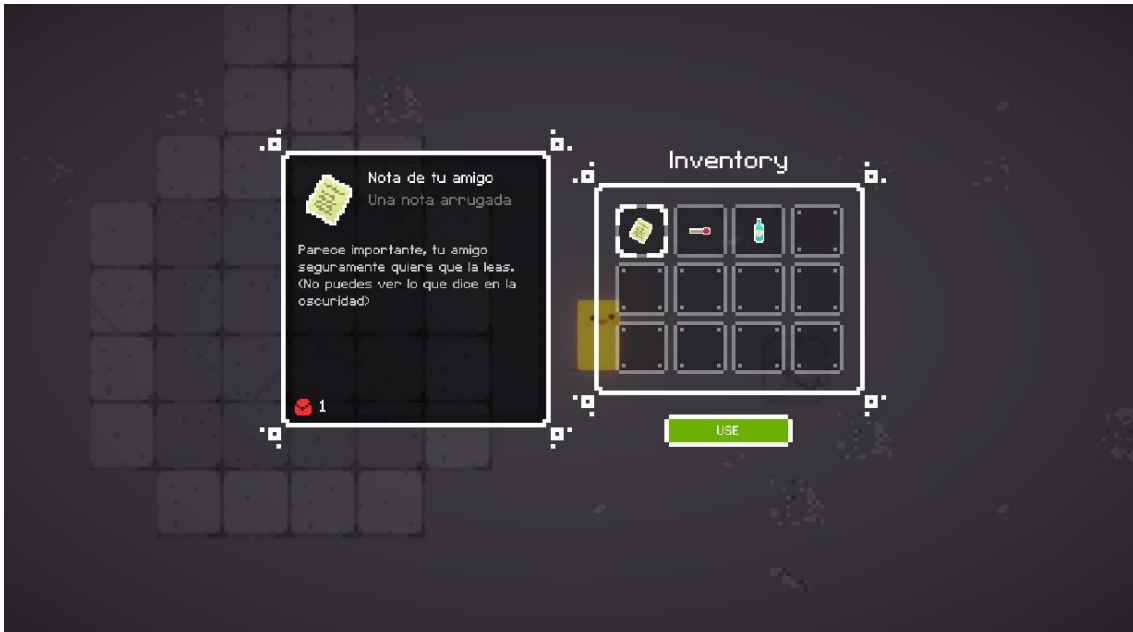 Nota de tu amigo
Una nota arrugada
Parece importante, tu amigo
seguramente quiere que la leas.
(No puedes ver lo que dice en la
oscuridad)
1
Inventory
USE